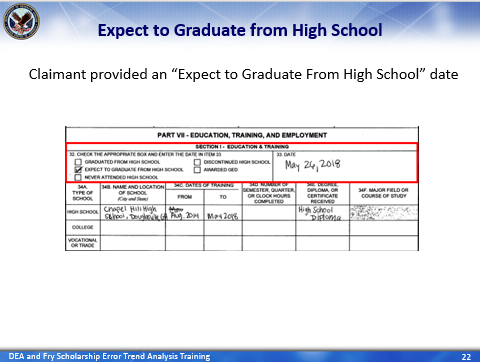 Expect to Graduate from High School
Claimant provided an “Expect to Graduate From High School” date
PART VII - EDUCATION, TRAINING, AND EMPLOYMENT
SECTION I - EDUCATION & TRAINING
32. CHECK THE APPROPRIATE BOX AND ENTER THE DATE IN ITEM 33
33. DATE
GRADUATED FROM HIGH SCHOOL
DISCONTINUED HIGH SCHOOL
May 26, 2018
EXPECT TO GRADUATE FROM HIGH SCHOOL
AWARDED GED
NEVER ATTENDED HIGH SCHOOL
34A. TYPE OF SCHOOL
34B. NAME AND LOCATION OF SCHOOL (City and State)
34C. DATES OF TRAINING
FROM
TO
34D. NUMBER OF SEMESTER, QUARTER, OR CLOCK HOURS COMPLETED
34E. DEGREE, DIPLOMA, OR CERTIFICATE RECEIVED
34F. MAJOR FIELD OR COURSE OF STUDY
HIGH SCHOOL
Chapel Hill High School, Douglasville GA
Aug. 2014
May 2018
High School Diploma
COLLEGE
VOCATIONAL OR TRADE
DEA and Fry Scholarship Error Trend Analysis Training
22